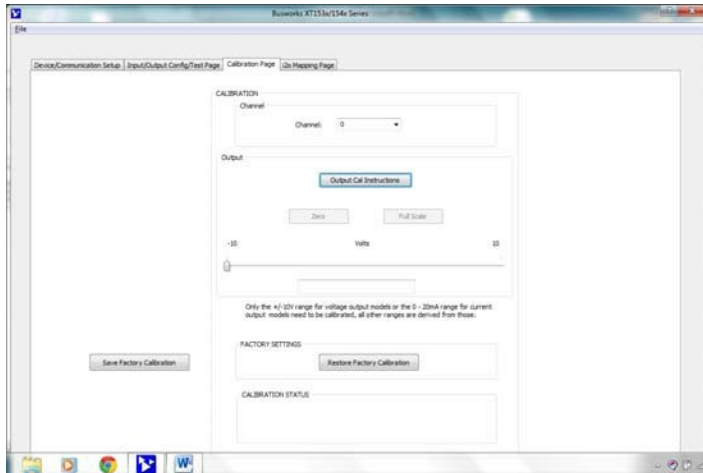 Busworks XT153x/154x Series
File
Device/Communication Setup Input/Output Config/Test Page Calibration Page i2o Mapping Page
CALIBRATION
Channel
Channel: 0
Output
Output Cal Instructions
Zero Full Scale
-10 Volts 10
Only the +/-10V range for voltage output models or the 0 - 20mA range for current
output models need to be calibrated, all other ranges are derived from those.
FACTORY SETTINGS
Save Factory Calibration Restore Factory Calibration
CALIBRATION STATUS